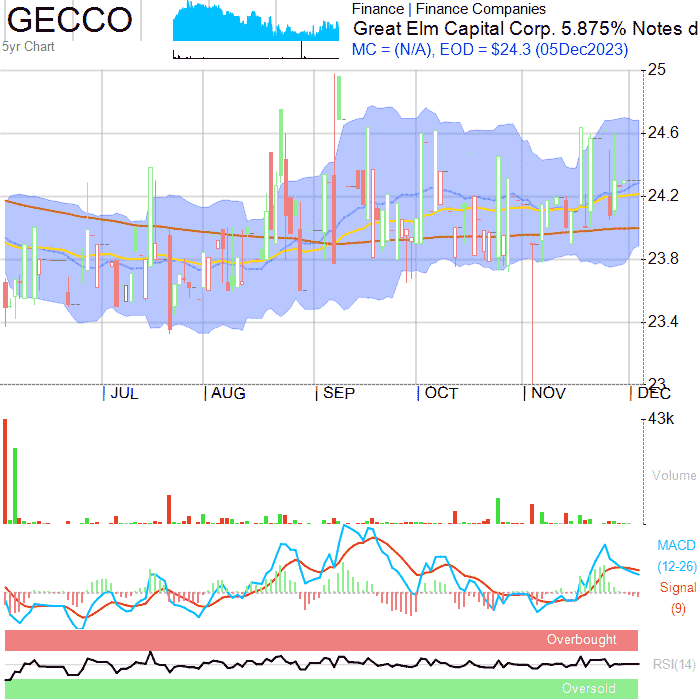 GECCO
5yr Chart
Finance | Finance Companies
Great Elm Capital Corp. 5.875% Notes d
MC = (N/A), EOD = $24.3 (05Dec2023)
25
24.6
24.2
23.8
23.4
23
| JUL | AUG | SEP | OCT | NOV | DEC
43k
Volume
MACD
(12-26)
Signal
(9)
Overbought
RSI(14)
Oversold